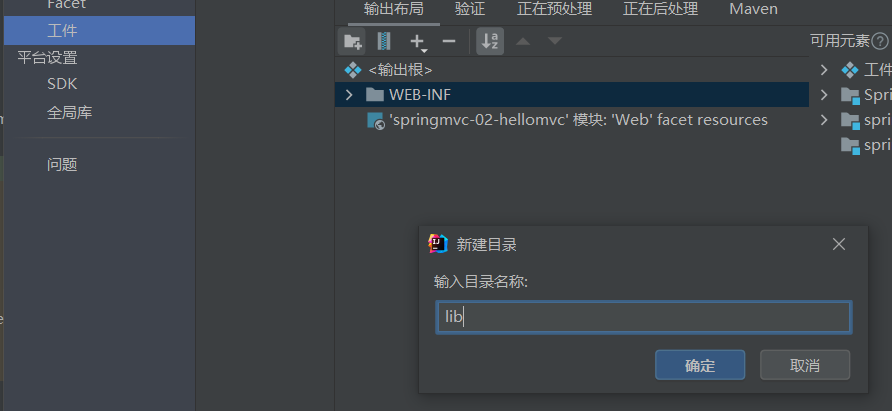 Facet
工件
平台设置
SDK
全局库
问题
输出布局 验证 正在预处理 正在后处理 Maven
可用元素
<输出根>
WEB-INF
'springmvc-02-hellomvc' 模块: 'Web' facet resources
工件
Spri
spri
spri
新建目录
输入目录名称:
lib
确定 取消